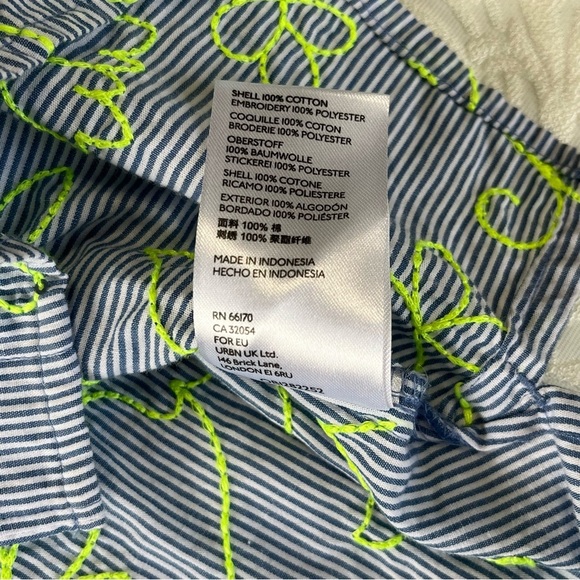 SHELL 100% COTTON
EMBROIDERY 100% POLYESTER
COQUILLE 100% COTON
BRODERIE 100% POLYESTER
OBERSTOFF
100% BAUMWOLLE
STICKEREI 100% POLYESTER
SHELL 100% COTONE
RICAMO 100% POLIESTERE
EXTERIOR 100% ALGODÓN
BORDADO 100% POLIÉSTER
面料 100% 棉
刺绣 100% 聚酯纤维
MADE IN INDONESIA
HECHO EN INDONESIA
RN 66170
CA 32054
FOR EU
URBN UK Ltd.
146 Brick Lane,
LONDON E1 6RU